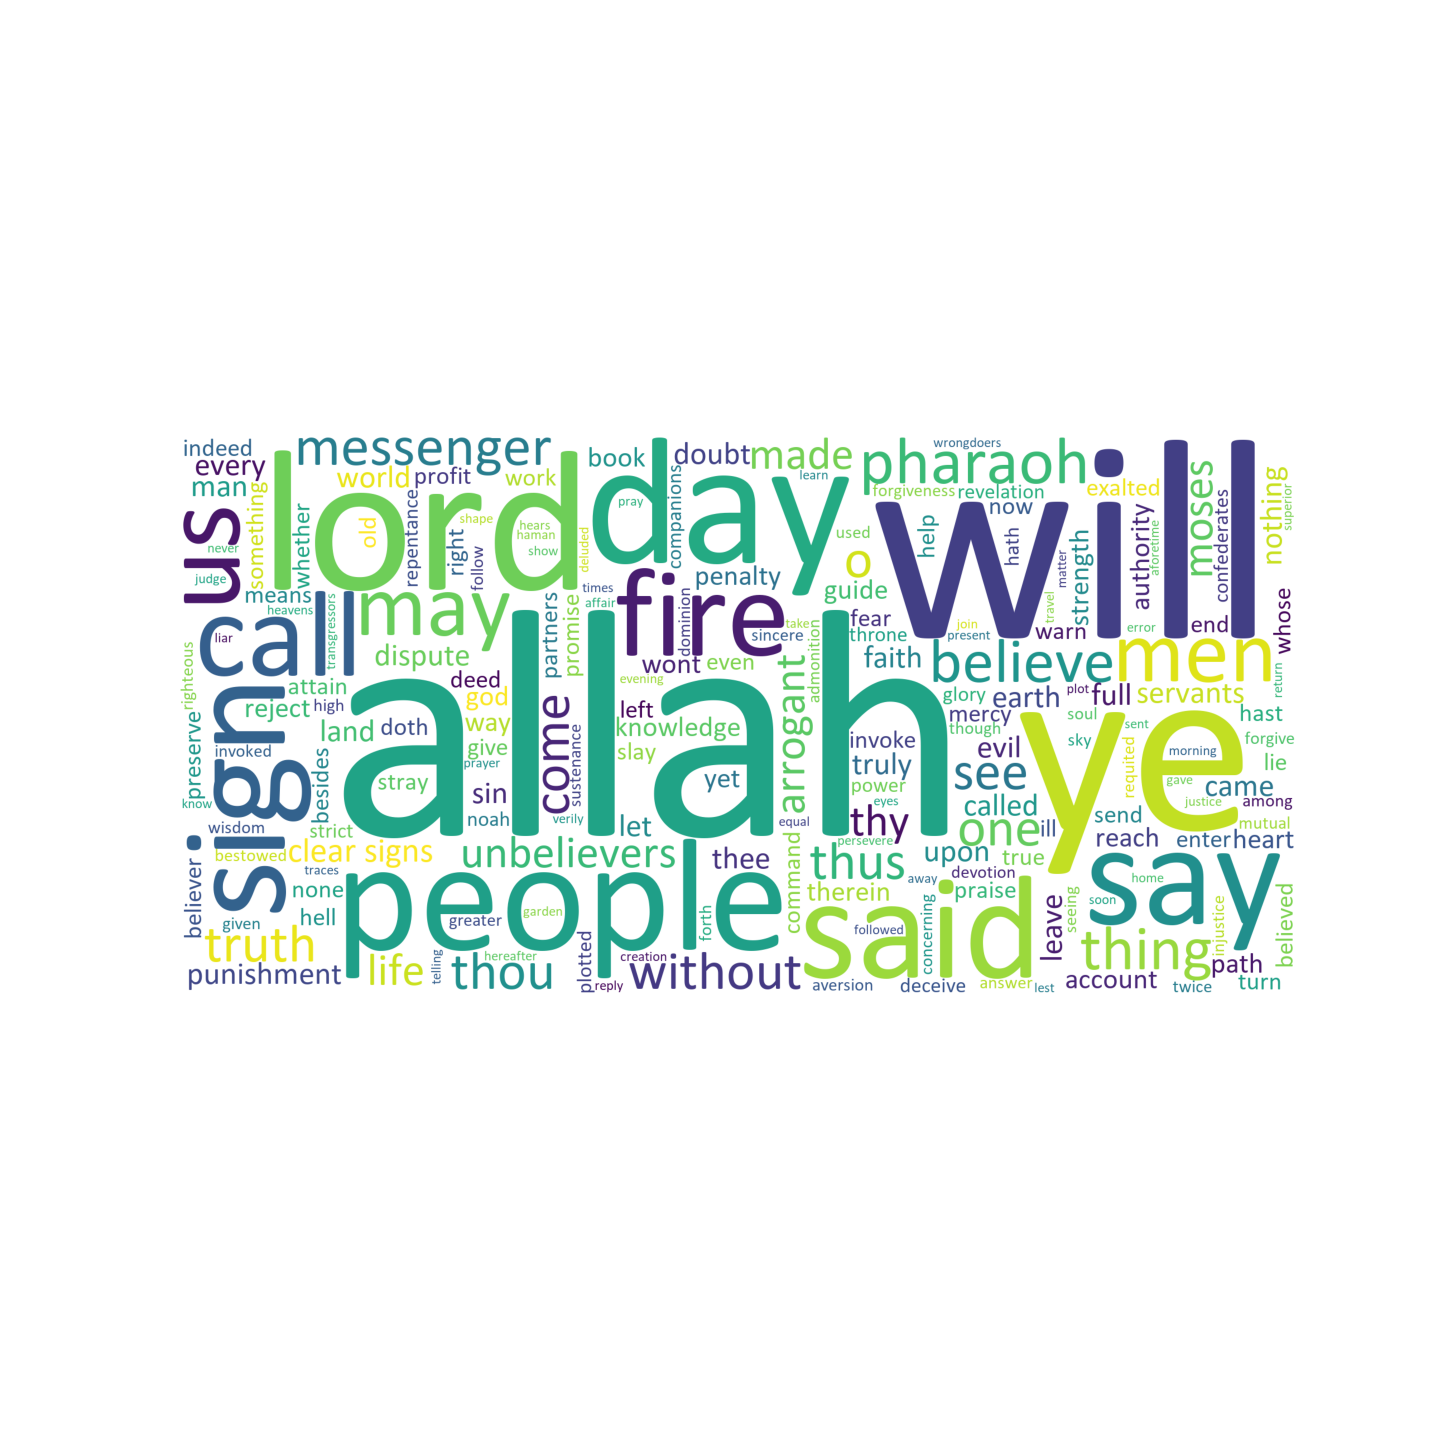 indeed
messenger
wrongdoers
every
world
profit
work
book
doubt
made
pharaoh
man
lord
day
will
learn
something
whether
old
repentance
right
shape
follow
hears
haman
show
deluded
pray
companions
forgiveness
revelation
exalted
moses
confederates
nothing
superior
us
never
judge
means
heavens
used
o
now
help
hath
matter
strength
authority
aforetime
may
times
affair
fire
penalty
guide
travel
call
liar
transgressors
dispute
partners
promise
dominion
sincere
take
admonition
fear
throne
join
present
warn
error
end
whose
righteous
wont
even
faith
believe
men
return
sign
attain
reject
high
deed
god
evening
allah
arrogant
glory
earth
plot
full
servants
preserve
land
doth
way
come
left
knowledge
mercy
though
soul
sent
hast
invoked
besides
give
prayer
sustenance
slay
invoke
evil
sky
ye
requited
morning
forgive
know
stray
sin
yet
truly
power
eyes
see
called
gave
justice
lie
came
among
wisdom
strict
noah
verily
let
equal
thy
persevere
one
ill
send
reach
mutual
bestowed
clear signs
unbelievers
thee
command
thus
upon
true
enter
heart
believer
traces
none
people
away
devotion
therein
praise
home
say
given
hell
greater
garden
forth
said
followed
concerning
leave
seeing
soon
injustice
believed
truth
telling
hereafter
plotted
creation
thing
path
punishment
life
thou
reply
without
aversion
deceive
answer
lest
account
twice
turn